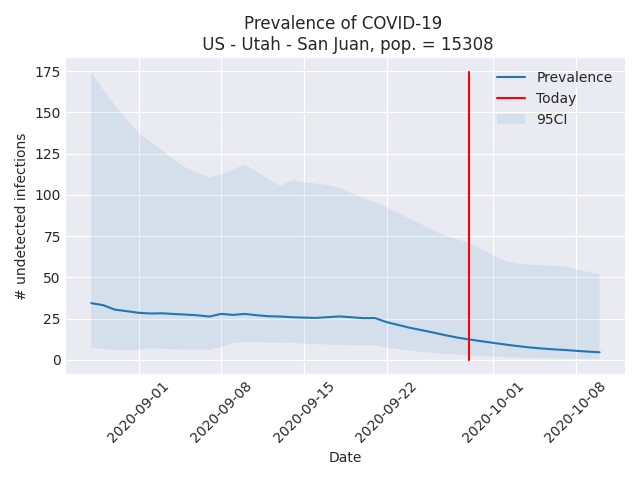 Prevalence of COVID-19
US - Utah - San Juan, pop. = 15308
Prevalence
Today
95CI
175
150
125
100
75
50
25
0
# undetected infections
2020-09-01
2020-09-08
2020-09-15
2020-09-22
2020-10-01
2020-10-08
Date